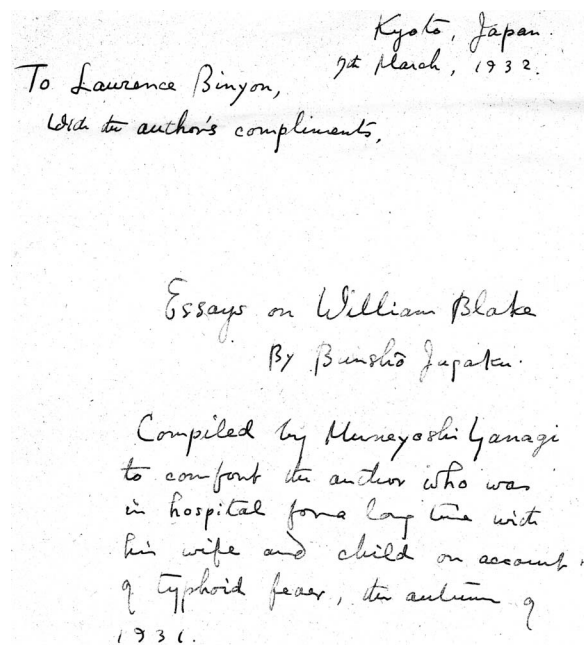 Kyoto, Japan.
7th March, 1932.
To Laurence Binyon,
With the author's compliments,
Essays on William Blake
By Bunshō Jugaku.
Compiled by Muneyoshi Yanagi
to comfort the author who was
in hospital for a long time with
his wife and child on account
of typhoid fever, the autumn of
1931.